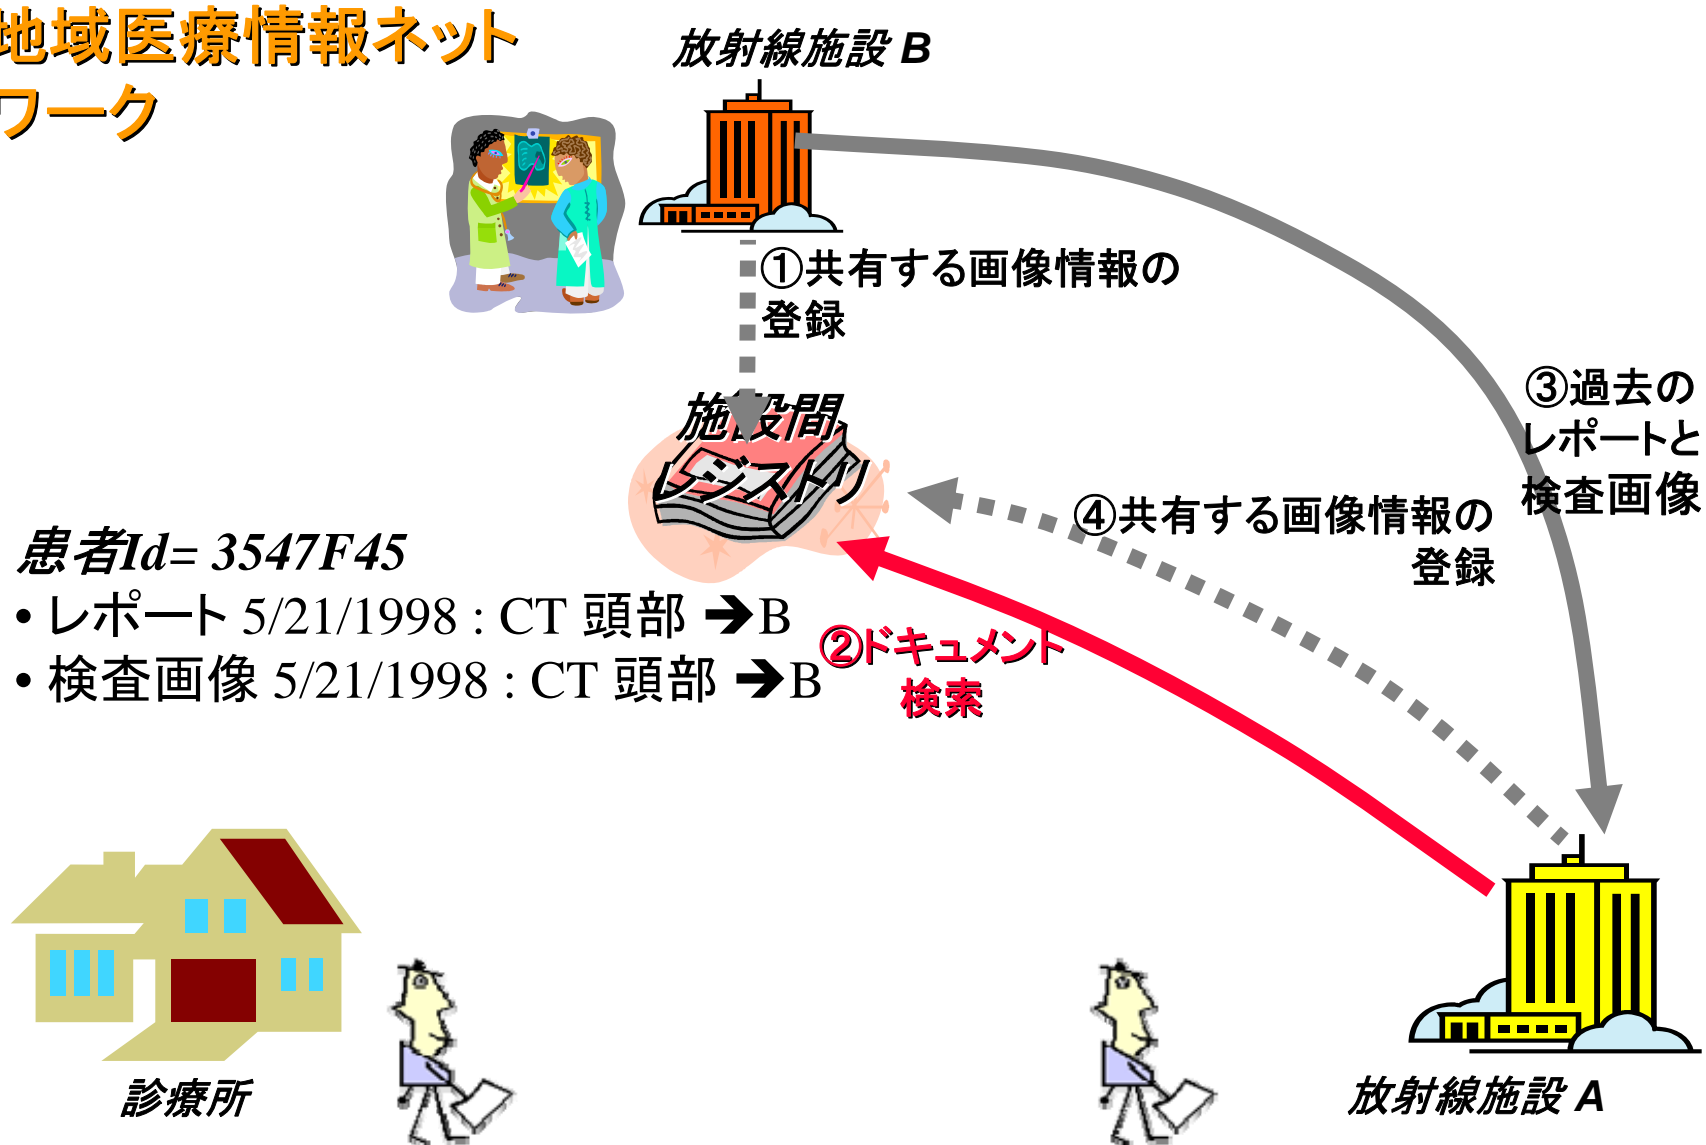 地域医療情報ネット
ワーク
放射線施設 B
①共有する画像情報の
登録
施設間
レジストリ
③過去の
レポートと
検査画像
④共有する画像情報の
登録
患者Id= 3547F45
• レポート 5/21/1998 : CT 頭部 ➔B
• 検査画像 5/21/1998 : CT 頭部 ➔B
②ドキュメント
検索
診療所
放射線施設 A